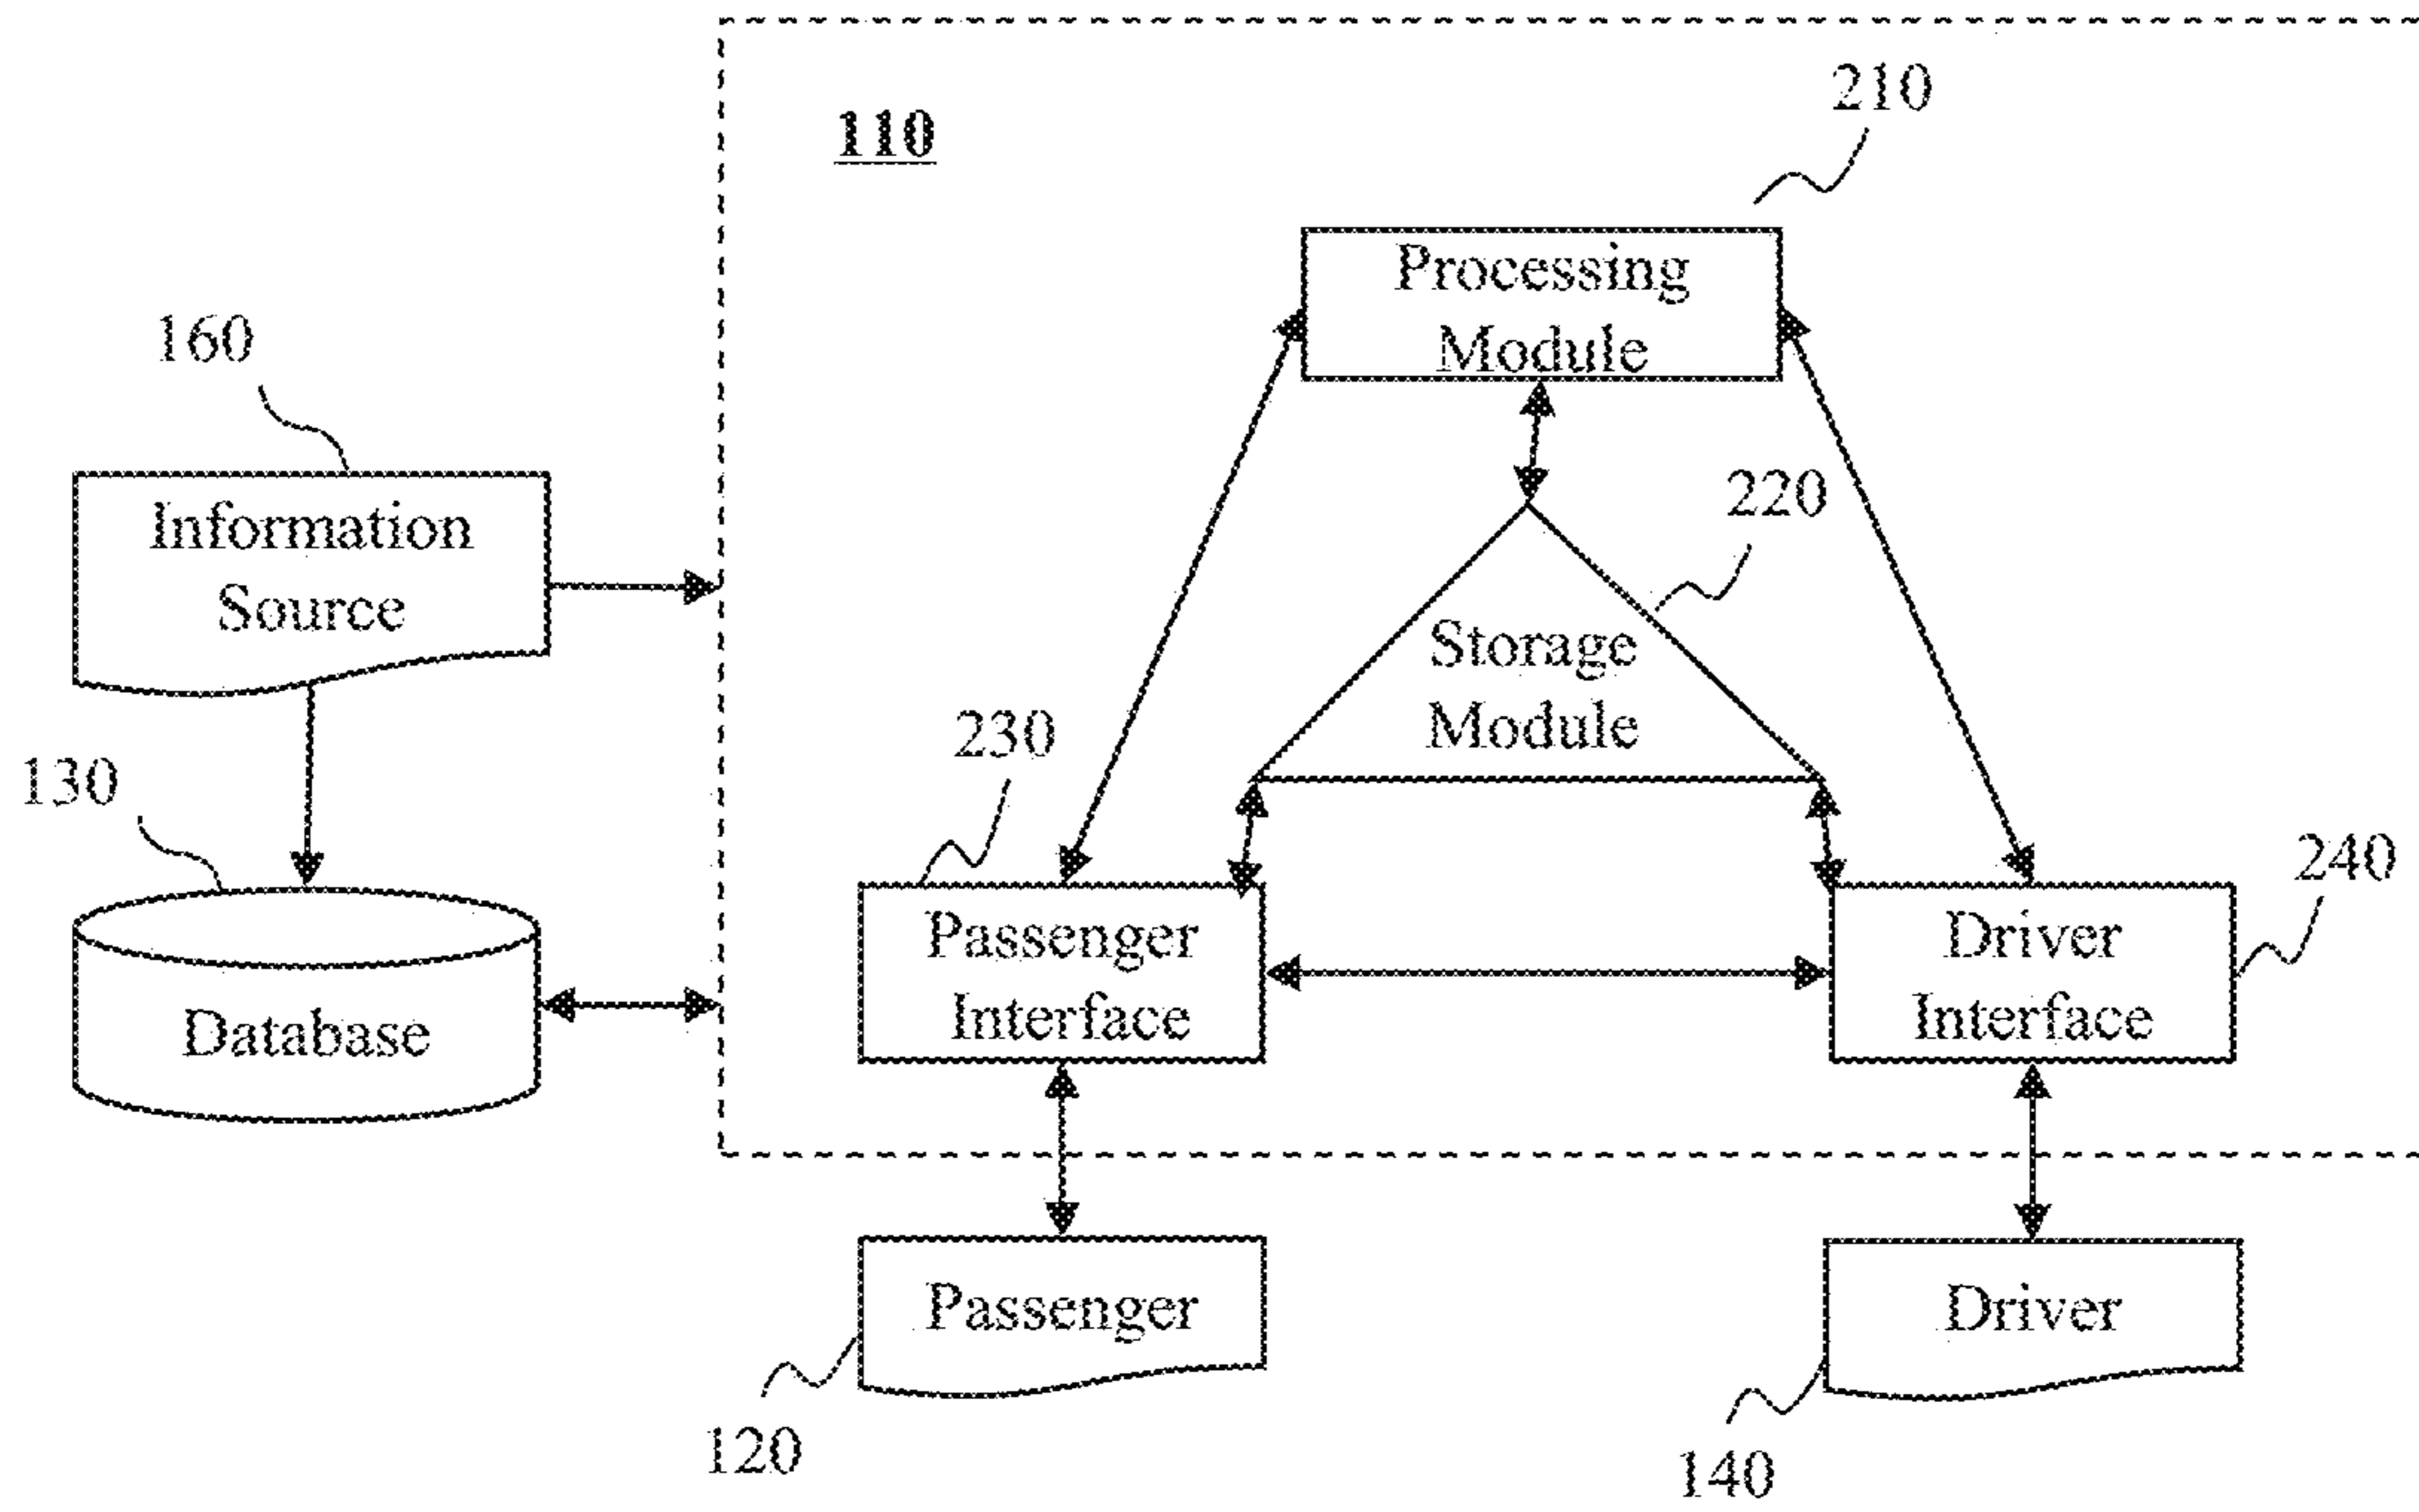 210
110
Processing
Module
160
Information
Source
220
Storage
Module
230
130
240
Passenger
Interface
Driver
Interface
Database
Passenger
Driver
120
140